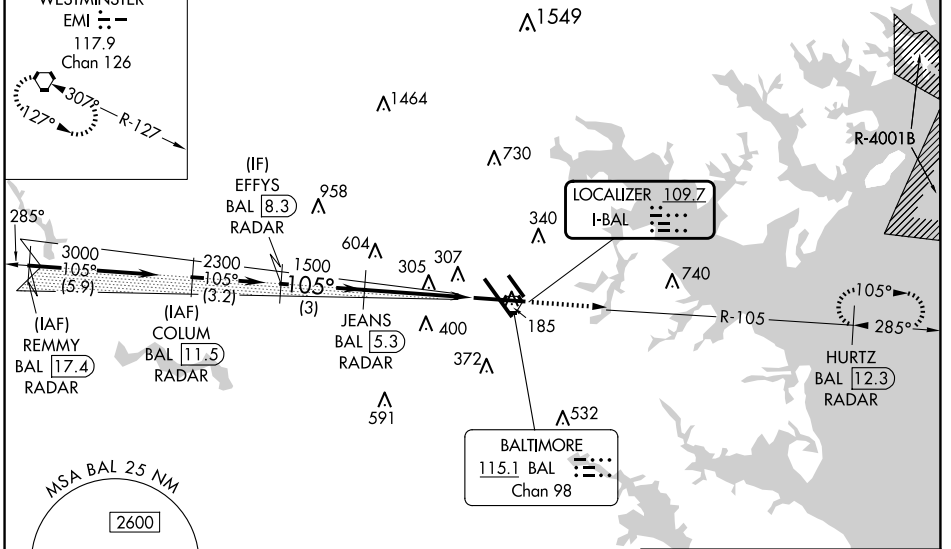 WESTMINSTER
EMI
117.9
Chan 126
307°
127°
R-127
1549
1464
730
R-4001B
(IF)
EFFYS
BAL 8.3
RADAR
958
LOCALIZER 109.7
I-BAL
340
285°
3000
105°
(5.9)
2300
105°
(3.2)
1500
105°
(3)
604
305
307
740
105°
285°
R-105
185
(IAF)
REMMY
BAL 17.4
RADAR
(IAF)
COLUM
BAL 11.5
RADAR
JEANS
BAL 5.3
RADAR
400
372
591
532
HURTZ
BAL 12.3
RADAR
BALTIMORE
115.1 BAL
Chan 98
MSA BAL 25 NM
2600